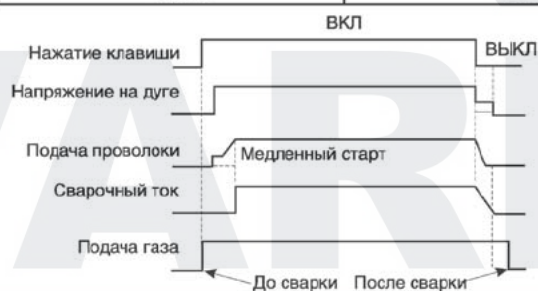 ВКЛ
Нажатие клавиши
ВЫКЛ
Напряжение на дуге
Подача проволоки
Медленный старт
Сварочный ток
Подача газа
До сварки После сварки